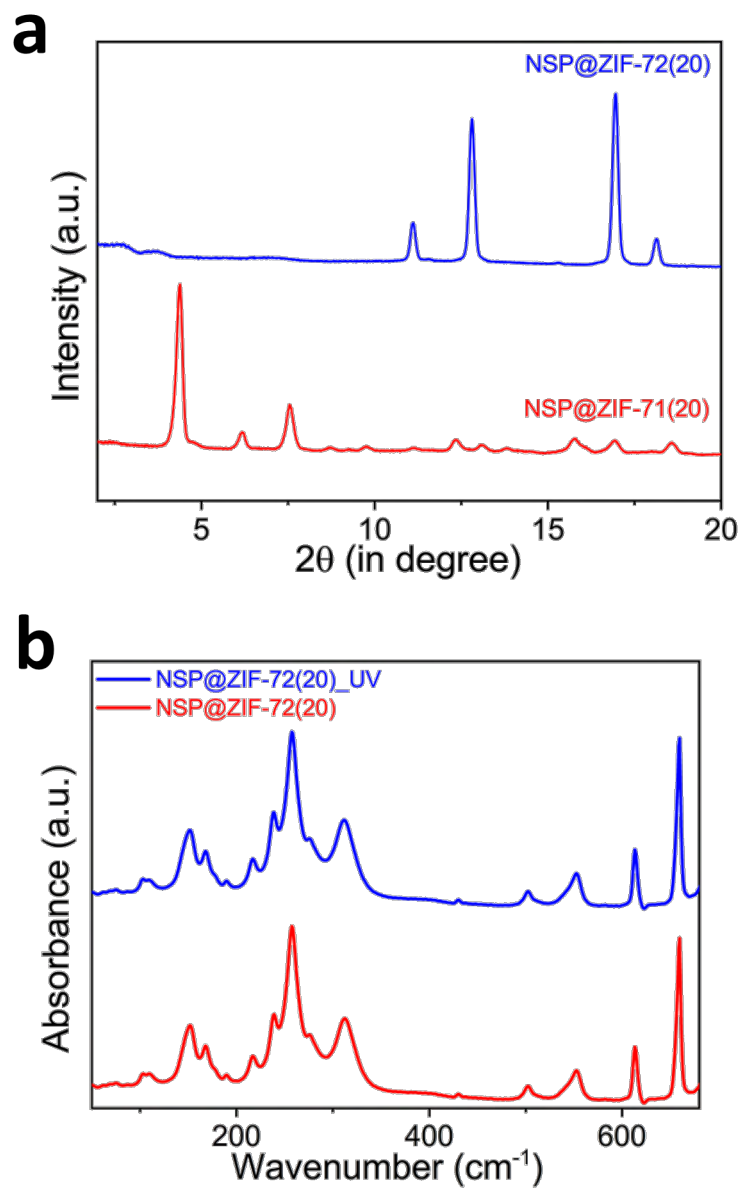 a
NSP@ZIF-72(20)
NSP@ZIF-71(20)
Intensity (a.u.)
5 10 15 20
2θ (in degree)
b
NSP@ZIF-72(20)_UV
NSP@ZIF-72(20)
Absorbance (a.u.)
200 400 600
Wavenumber (cm⁻¹)